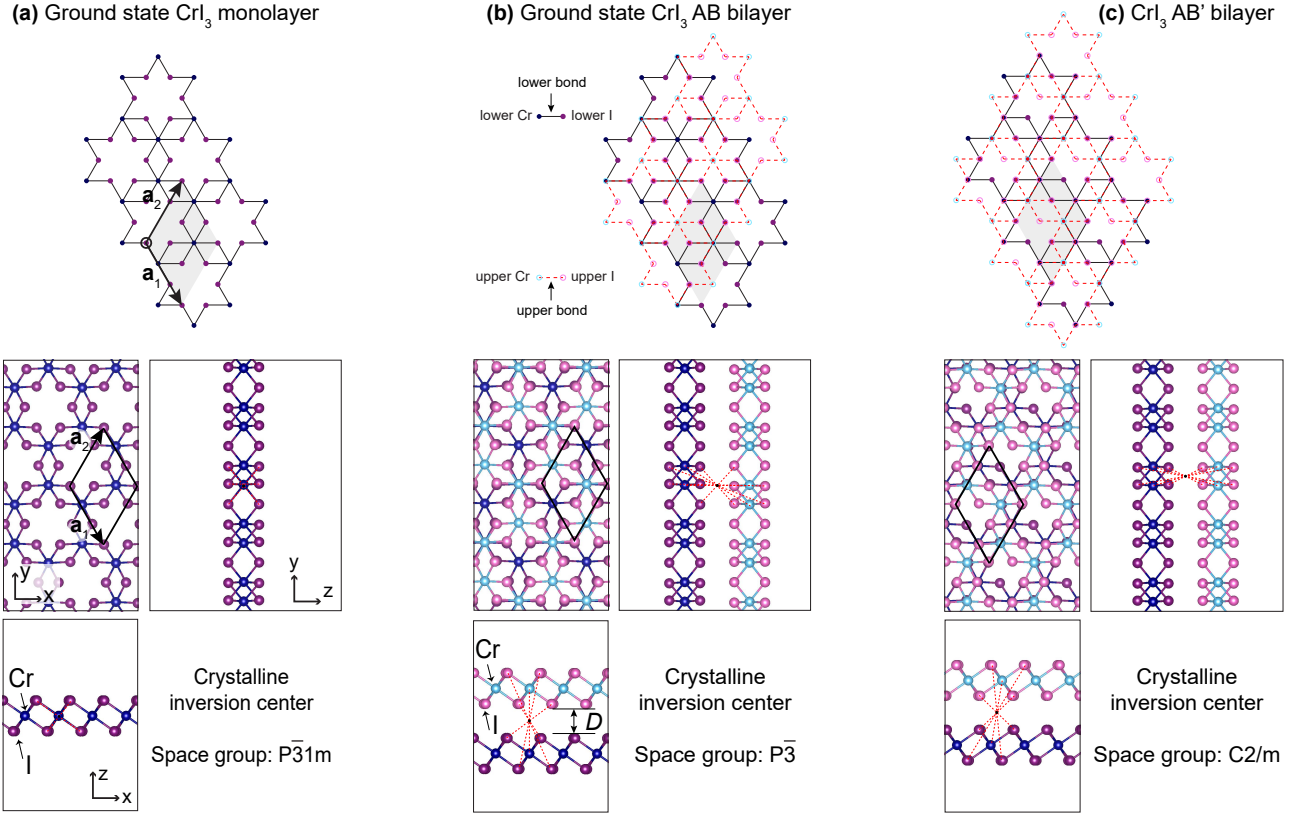 (a) Ground state CrI₃ monolayer
(b) Ground state CrI₃ AB bilayer
(c) CrI₃ AB’ bilayer
a₂
a₁
lower bond
lower Cr
lower I
upper Cr
upper I
upper bond
a₂
a₁
y
x
y
z
Cr
I
z
x
Crystalline
inversion center
Space group: P3̅1m
Cr
I
D
Crystalline
inversion center
Space group: P3̅
Crystalline
inversion center
Space group: C2/m